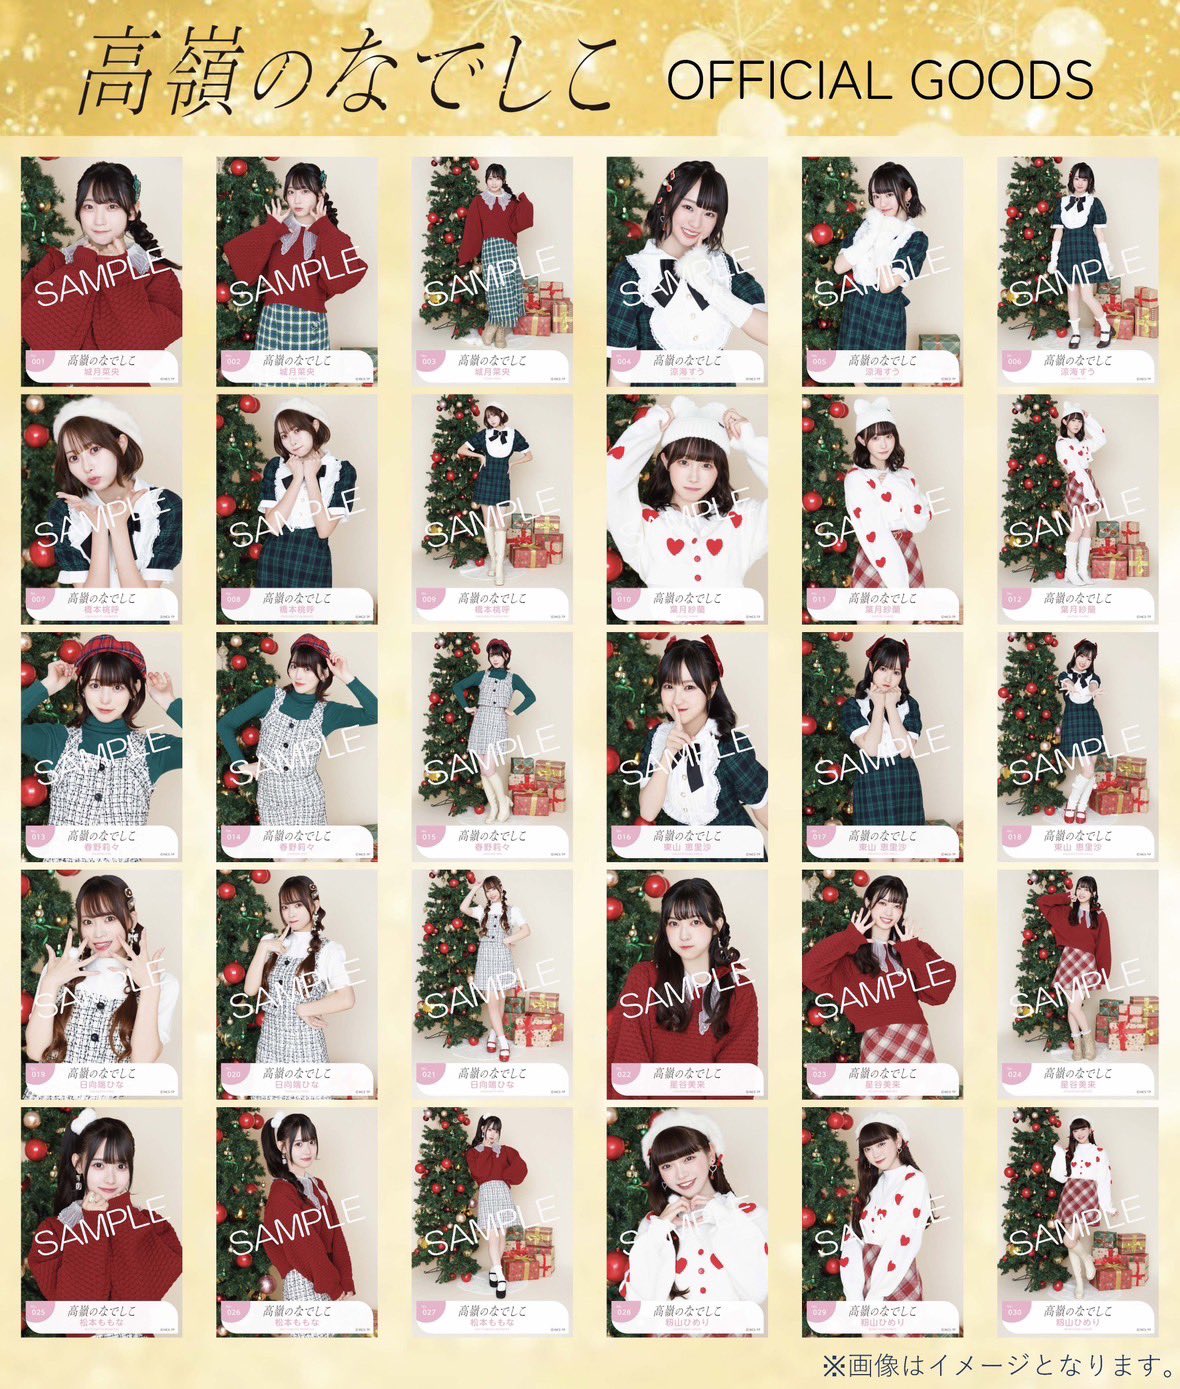 高嶺のなでしこ OFFICIAL GOODS
SAMPLE SAMPLE SAMPLE SAMPLE SAMPLE SAMPLE
001 高嶺のなでしこ 002 高嶺のなでしこ 003 高嶺のなでしこ 004 高嶺のなでしこ 005 高嶺のなでしこ 006 高嶺のなでしこ
城月菜央 城月菜央 城月菜央 涼海すう 涼海すう 涼海すう
SAMPLE SAMPLE SAMPLE SAMPLE SAMPLE SAMPLE
007 高嶺のなでしこ 008 高嶺のなでしこ 009 高嶺のなでしこ 010 高嶺のなでしこ 011 高嶺のなでしこ 012 高嶺のなでしこ
橋本桃呼 橋本桃呼 橋本桃呼 葉月紗蘭 葉月紗蘭 葉月紗蘭
SAMPLE SAMPLE SAMPLE SAMPLE SAMPLE SAMPLE
013 高嶺のなでしこ 014 高嶺のなでしこ 015 高嶺のなでしこ 016 高嶺のなでしこ 017 高嶺のなでしこ 018 高嶺のなでしこ
春野莉々 春野莉々 春野莉々 東山 恵里沙 東山 恵里沙 東山 恵里沙
SAMPLE SAMPLE SAMPLE SAMPLE SAMPLE SAMPLE
019 高嶺のなでしこ 020 高嶺のなでしこ 021 高嶺のなでしこ 022 高嶺のなでしこ 023 高嶺のなでしこ 024 高嶺のなでしこ
日向端ひな 日向端ひな 日向端ひな 星谷美来 星谷美来 星谷美来
SAMPLE SAMPLE SAMPLE SAMPLE SAMPLE SAMPLE
025 高嶺のなでしこ 026 高嶺のなでしこ 027 高嶺のなでしこ 028 高嶺のなでしこ 029 高嶺のなでしこ 030 高嶺のなでしこ
松本ももな 松本ももな 松本ももな 籾山ひめり 籾山ひめり 籾山ひめり
※画像はイメージとなります。